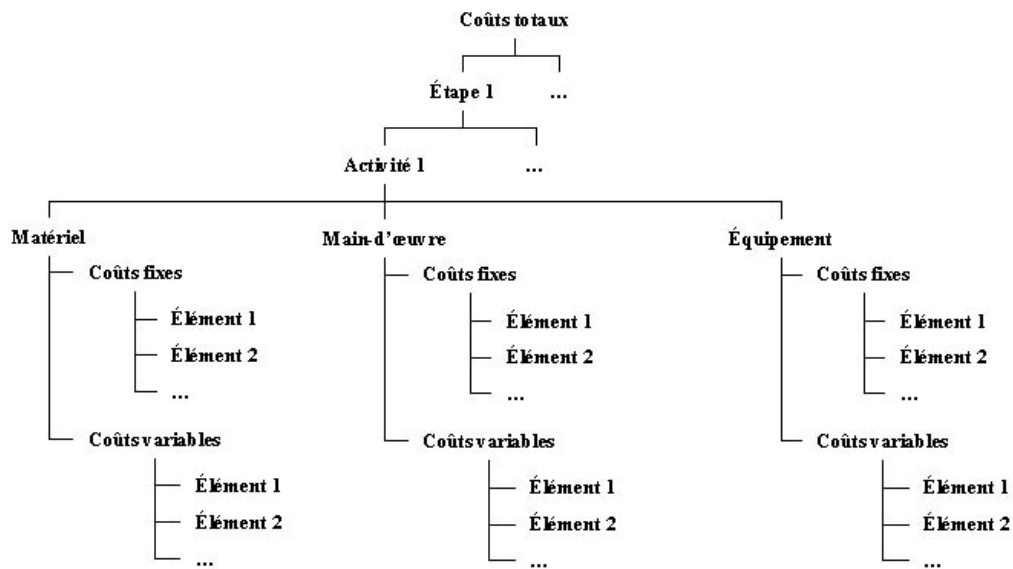 Coûts totaux
Étape 1 ...
Activité 1 ...
Matériel Main-d'œuvre Équipement
Coûts fixes Coûts fixes Coûts fixes
Élément 1 Élément 1 Élément 1
Élément 2 Élément 2 Élément 2
... ... ...
Coûts variables Coûts variables Coûts variables
Élément 1 Élément 1 Élément 1
Élément 2 Élément 2 Élément 2
... ... ...